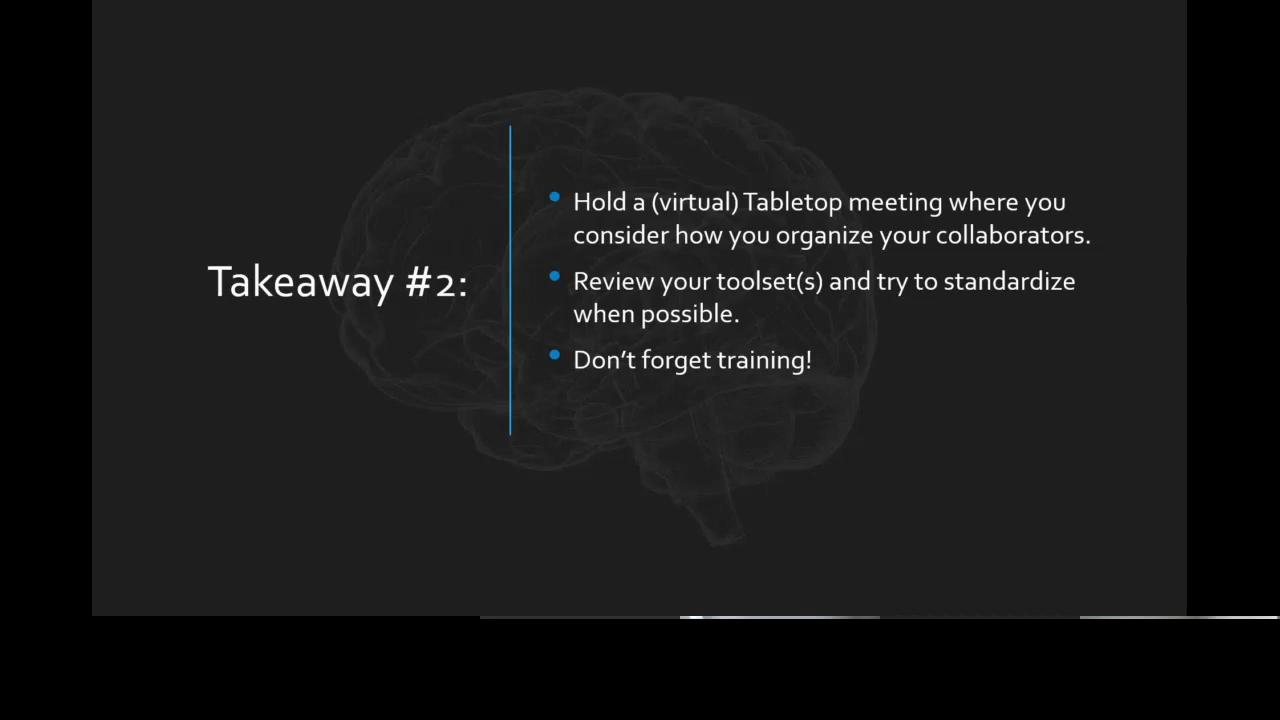 Takeaway #2:
Hold a (virtual) Tabletop meeting where you
consider how you organize your collaborators.
Review your toolset(s) and try to standardize
when possible.
Don't forget training!